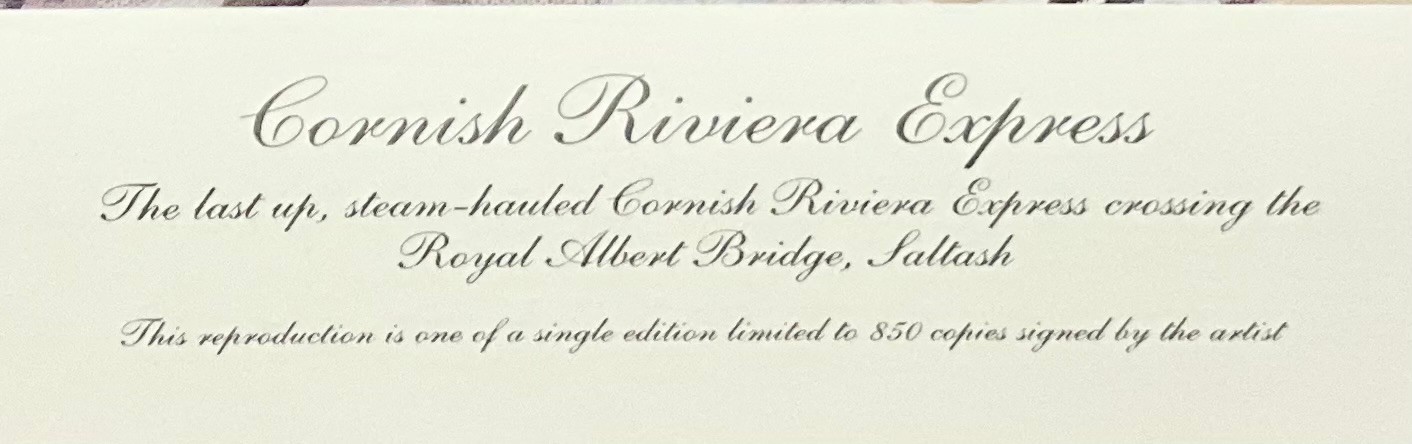 Cornish Riviera Express
The last up, steam-hauled Cornish Riviera Express crossing the
Royal Albert Bridge, Saltash
This reproduction is one of a single edition limited to 850 copies signed by the artist